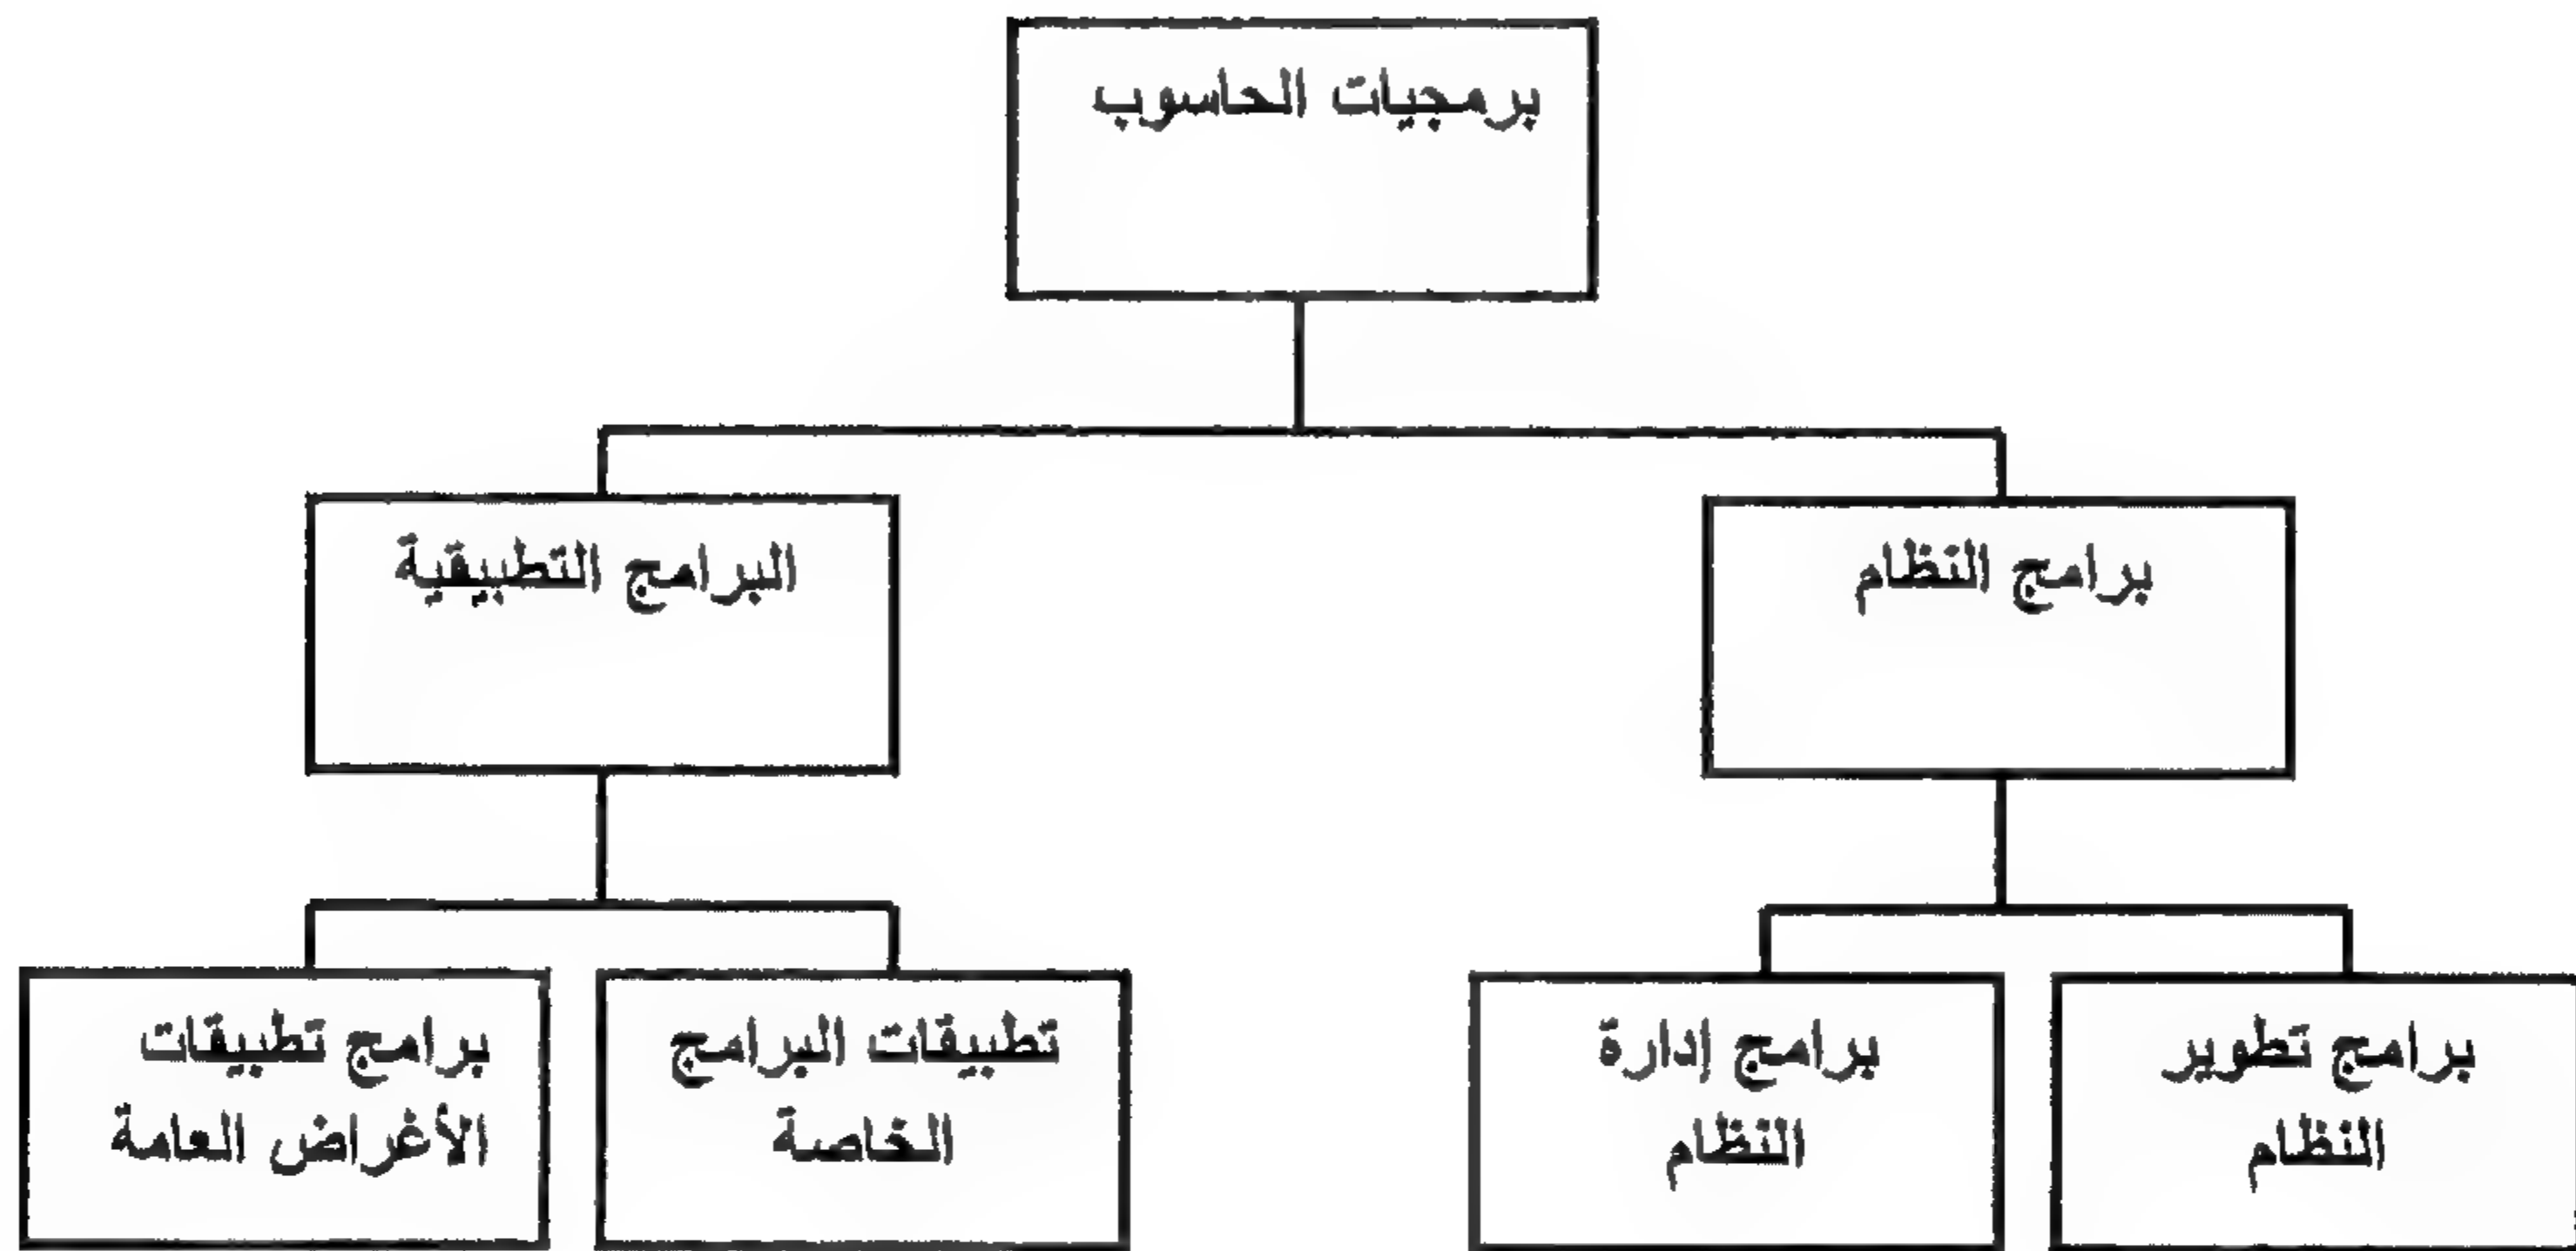 برمجيات الحاسوب
برامج النظام
البرامج التطبيقية
برامج تطوير
النظام
برامج إدارة
النظام
تطبيقات البرامج
الخاصة
برامج تطبيقات
الأغراض العامة